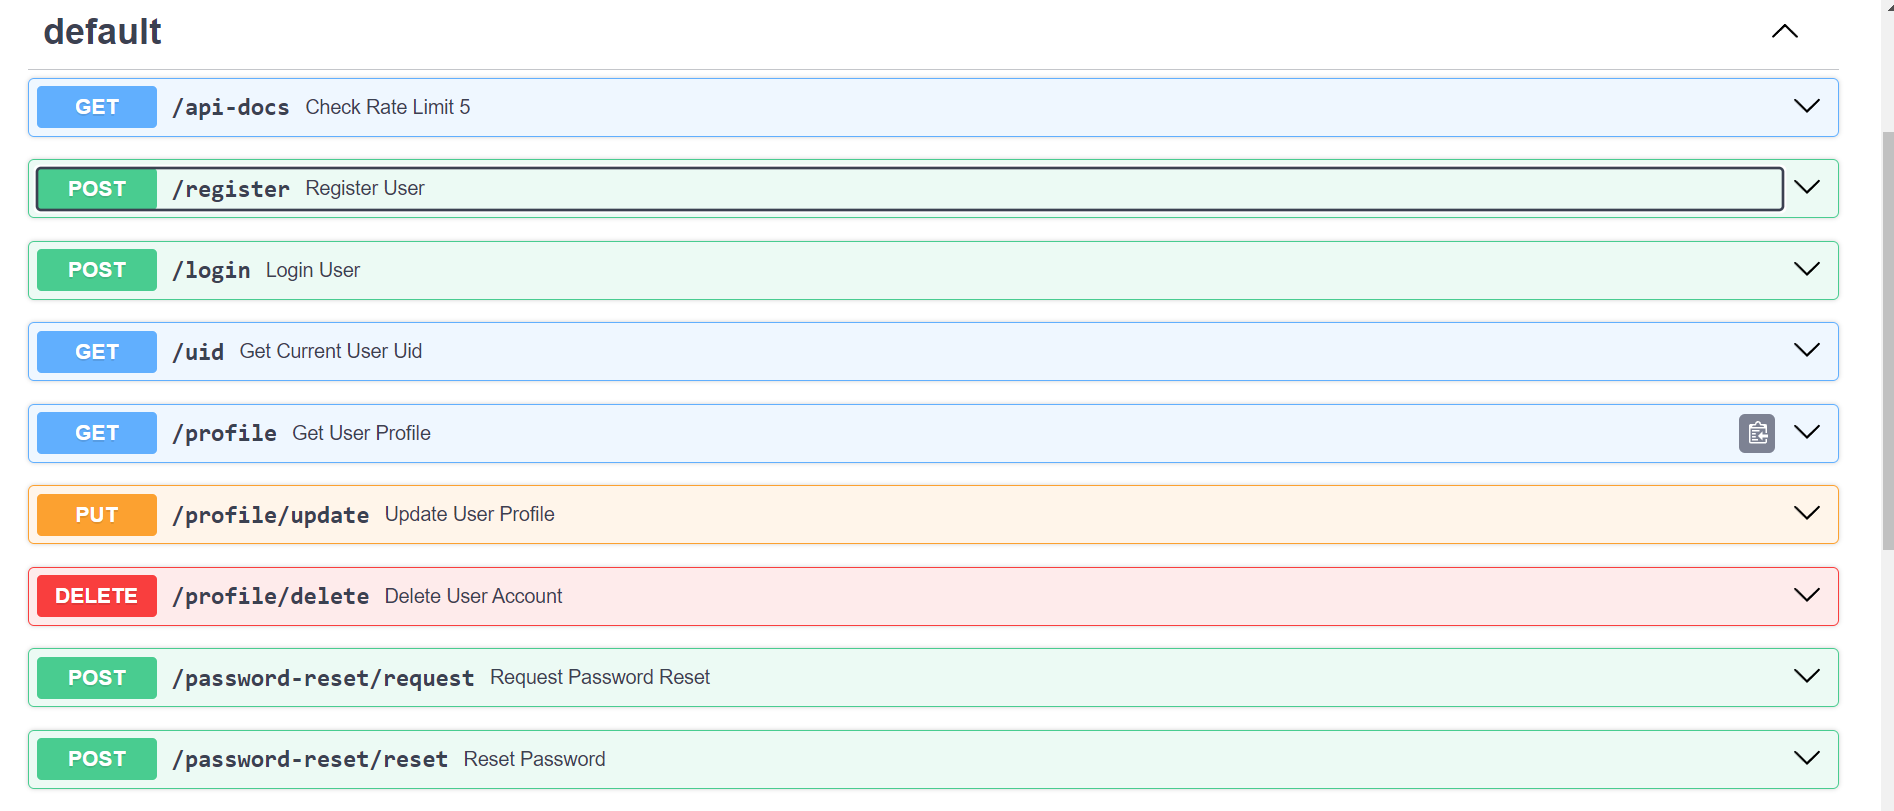 default
GET /api-docs Check Rate Limit 5
POST /register Register User
POST /login Login User
GET /uid Get Current User Uid
GET /profile Get User Profile
PUT /profile/update Update User Profile
DELETE /profile/delete Delete User Account
POST /password-reset/request Request Password Reset
POST /password-reset/reset Reset Password